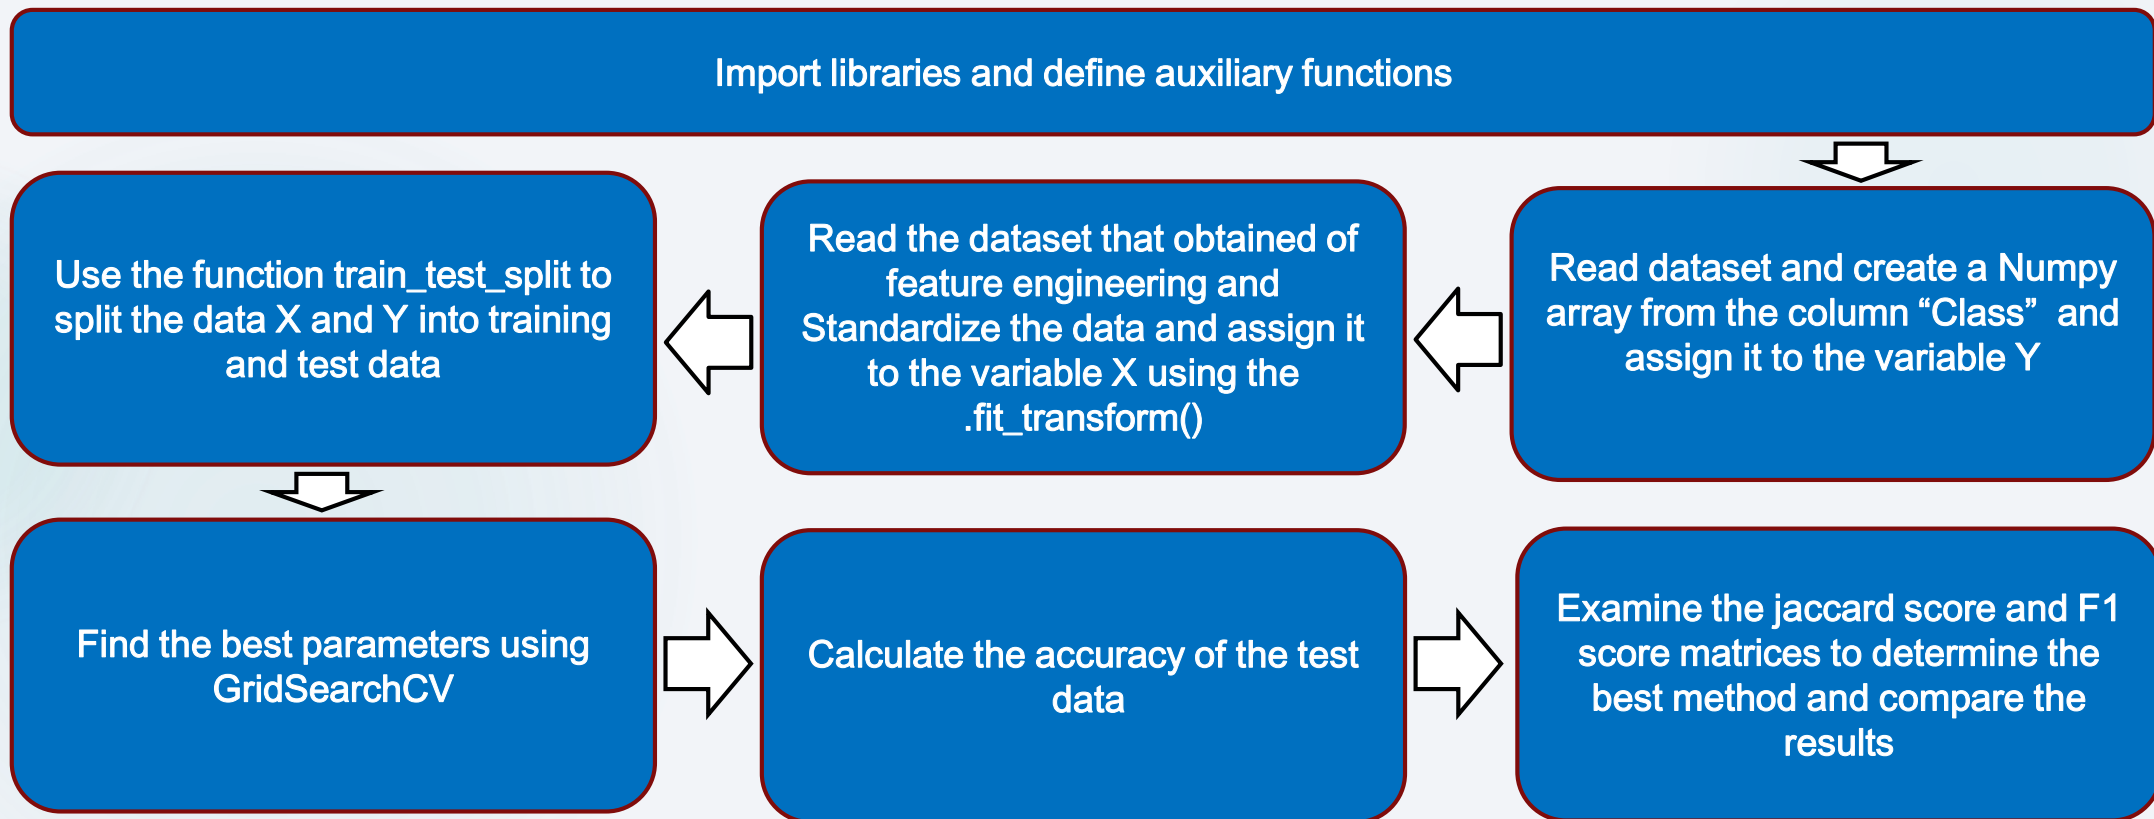 Import libraries and define auxiliary functions
Read dataset and create a Numpy
array from the column “Class”  and
assign it to the variable Y
Read the dataset that obtained of
feature engineering and
Standardize the data and assign it
to the variable X using the
.fit_transform()
Use the function train_test_split to
split the data X and Y into training
and test data
Find the best parameters using
GridSearchCV
Calculate the accuracy of the test
data
Examine the jaccard score and F1
score matrices to determine the
best method and compare the
results